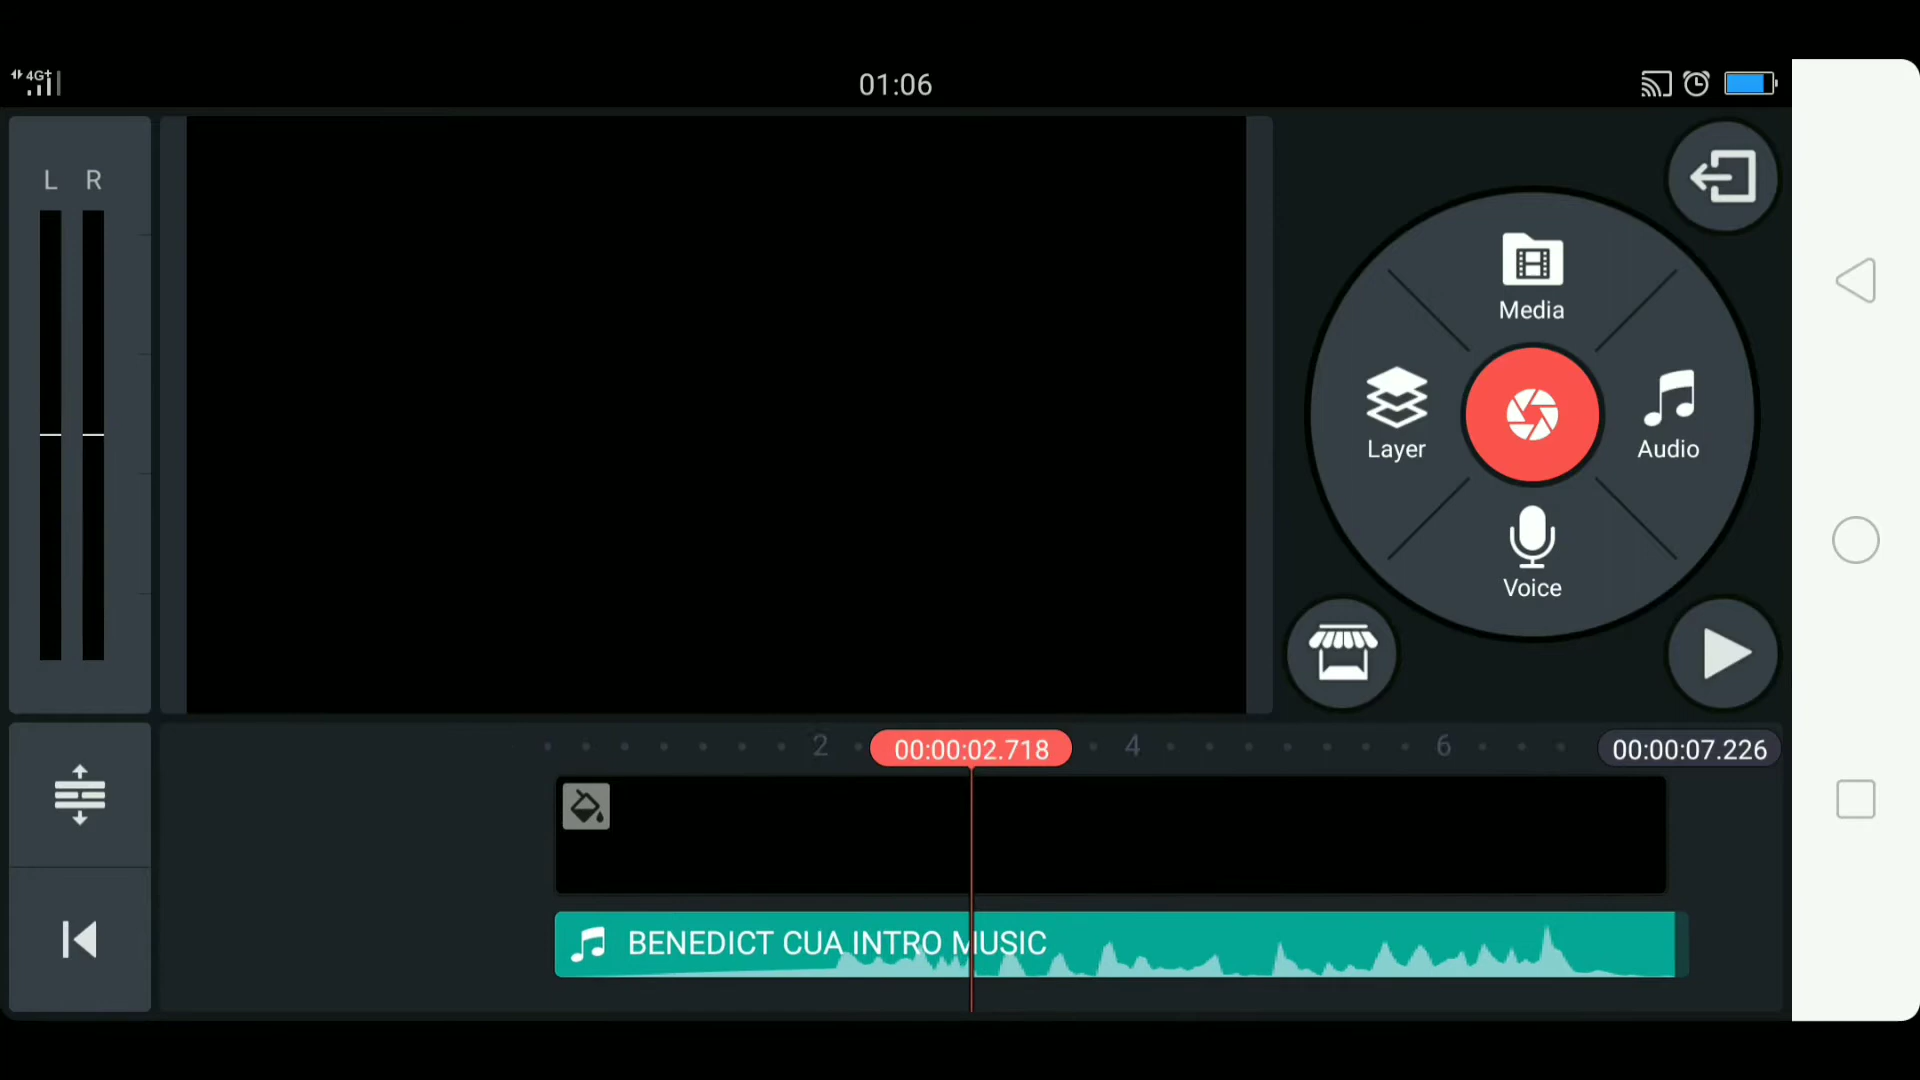 4G+
01:06
L R
Media
Layer
Audio
Voice
2 00:00:02.718 4 6 00:00:07.226
BENEDICT CUA INTRO MUSIC